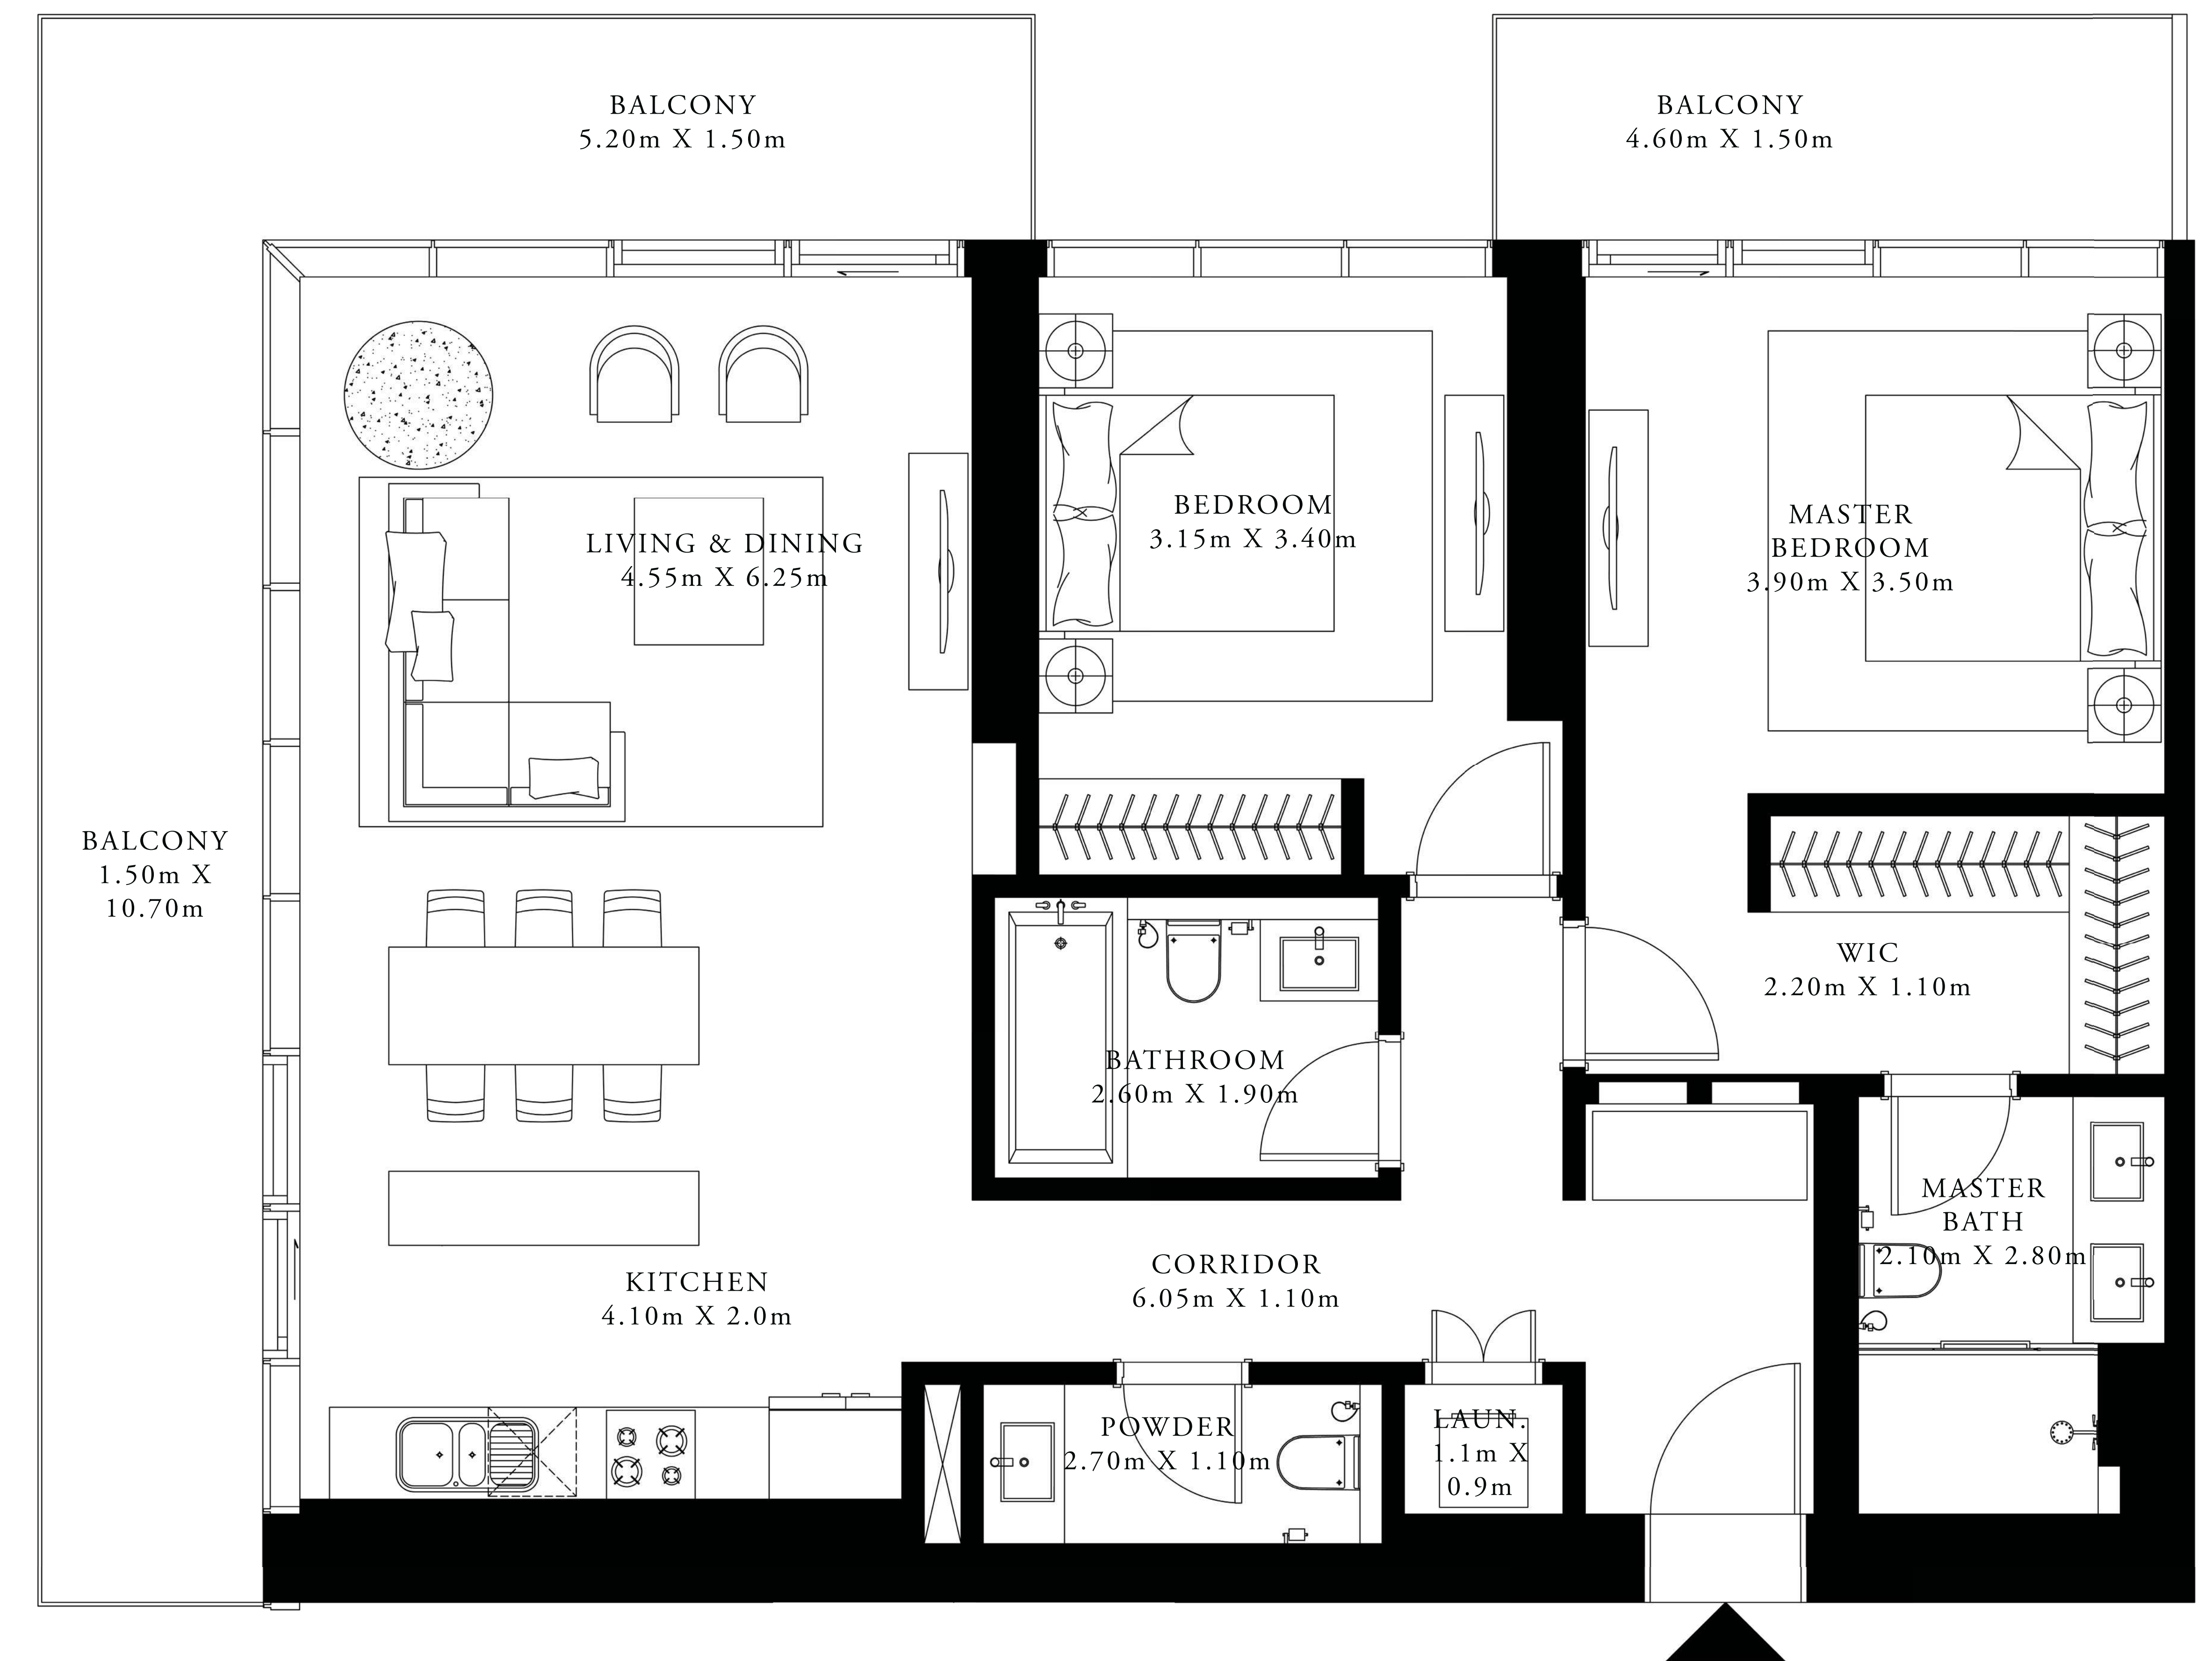 BALCONY
5.20m X 1.50m
BALCONY
4.60m X 1.50m
LIVING & DINING
4.55m X 6.25m
BEDROOM
3.15m X 3.40m
MASTER
BEDROOM
3.90m X 3.50m
BALCONY
1.50m X
10.70m
WIC
2.20m X 1.10m
BATHROOM
2.60m X 1.90m
MASTER
BATH
2.10m X 2.80m
KITCHEN
4.10m X 2.0m
CORRIDOR
6.05m X 1.10m
POWDER
2.70m X 1.10m
LAUN.
1.1m X
0.9m